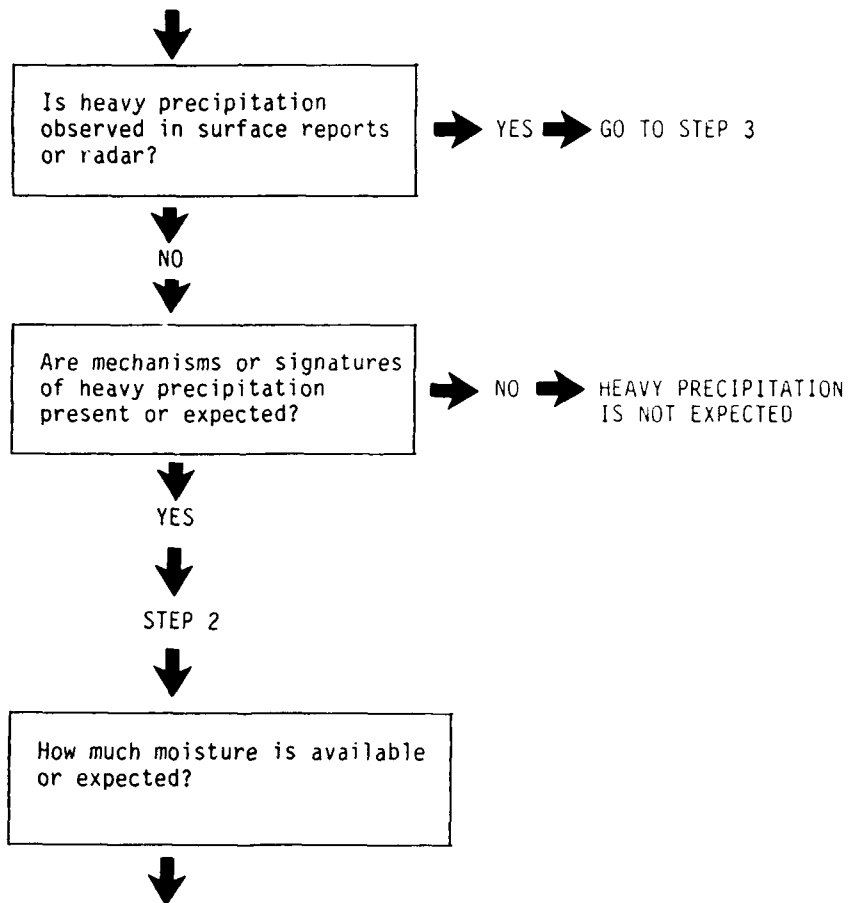 Is heavy precipitation
observed in surface reports
or radar?
YES
GO TO STEP 3
NO
Are mechanisms or signatures
of heavy precipitation
present or expected?
NO
HEAVY PRECIPITATION
IS NOT EXPECTED
YES
STEP 2
How much moisture is available
or expected?